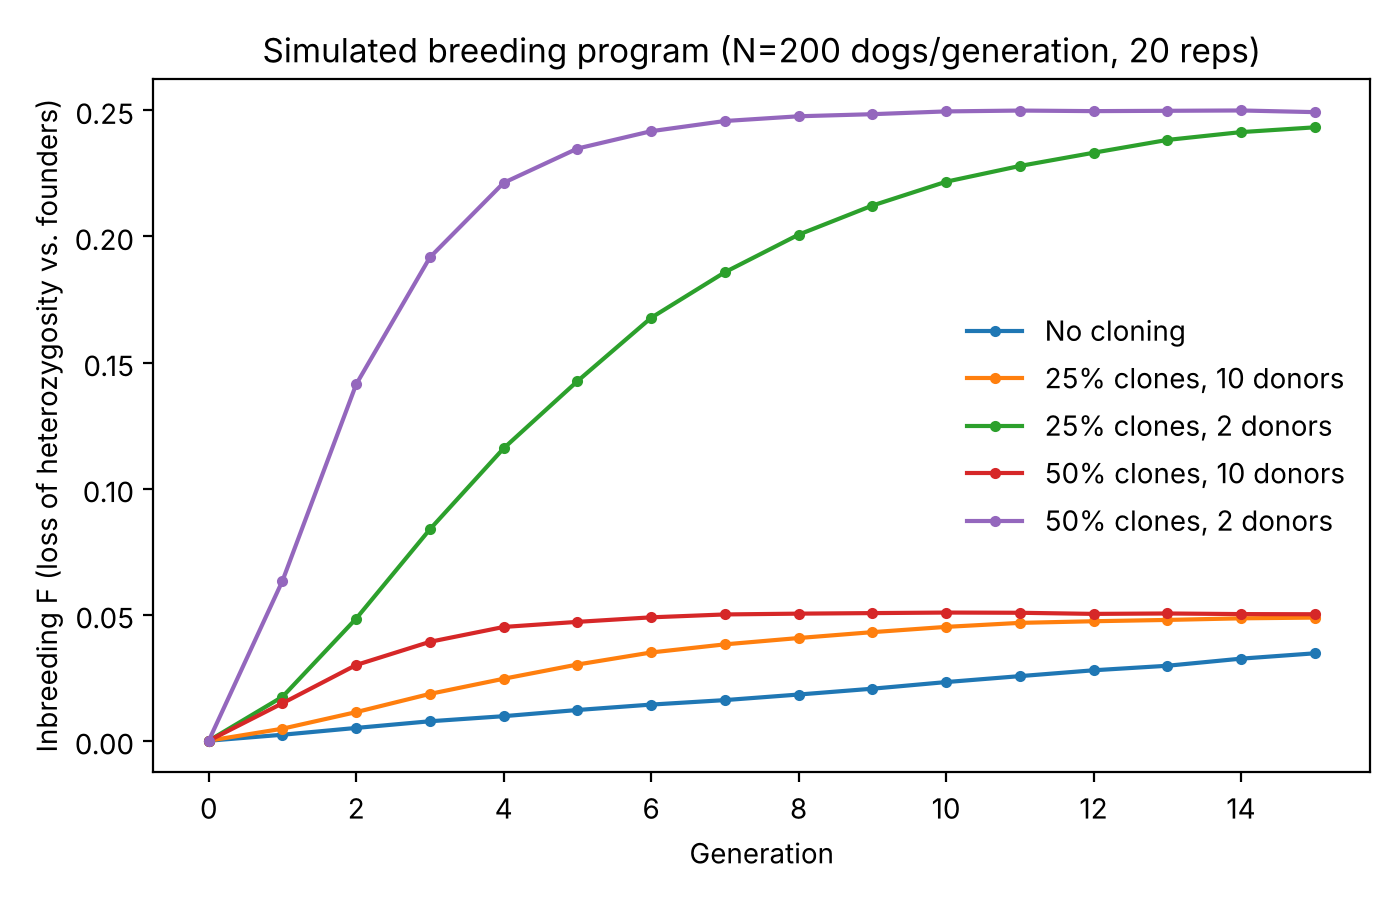 Simulated breeding program (N=200 dogs/generation, 20 reps)
Inbreeding F (loss of heterozygosity vs. founders)
0.25
0.20
0.15
0.10
0.05
0.00
No cloning
25% clones, 10 donors
25% clones, 2 donors
50% clones, 10 donors
50% clones, 2 donors
0 2 4 6 8 10 12 14
Generation